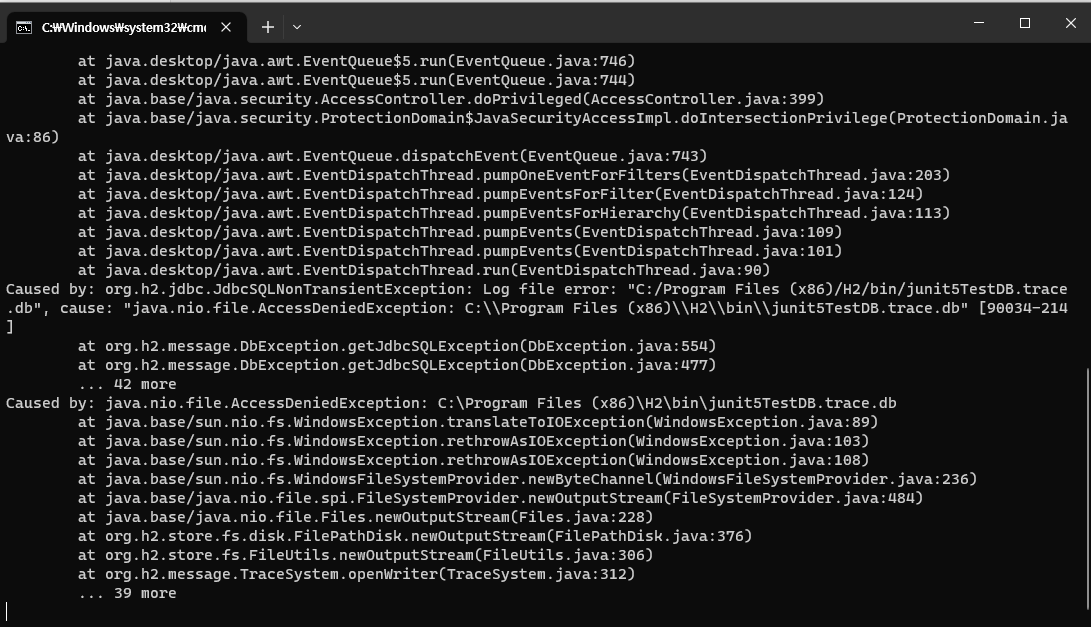 C:₩Windows₩system32₩cm
at java.desktop/java.awt.EventQueue$5.run(EventQueue.java:746)
at java.desktop/java.awt.EventQueue$5.run(EventQueue.java:744)
at java.base/java.security.AccessController.doPrivileged(AccessController.java:399)
at java.base/java.security.ProtectionDomain$JavaSecurityAccessImpl.doIntersectionPrivilege(ProtectionDomain.ja
va:86)
at java.desktop/java.awt.EventQueue.dispatchEvent(EventQueue.java:743)
at java.desktop/java.awt.EventDispatchThread.pumpOneEventForFilters(EventDispatchThread.java:203)
at java.desktop/java.awt.EventDispatchThread.pumpEventsForFilter(EventDispatchThread.java:124)
at java.desktop/java.awt.EventDispatchThread.pumpEventsForHierarchy(EventDispatchThread.java:113)
at java.desktop/java.awt.EventDispatchThread.pumpEvents(EventDispatchThread.java:109)
at java.desktop/java.awt.EventDispatchThread.pumpEvents(EventDispatchThread.java:101)
at java.desktop/java.awt.EventDispatchThread.run(EventDispatchThread.java:90)
Caused by: org.h2.jdbc.JdbcSQLNonTransientException: Log file error: "C:/Program Files (x86)/H2/bin/junit5TestDB.trace
.db", cause: "java.nio.file.AccessDeniedException: C:\\Program Files (x86)\\H2\\bin\\junit5TestDB.trace.db" [90034-214
]
at org.h2.message.DbException.getJdbcSQLException(DbException.java:554)
at org.h2.message.DbException.getJdbcSQLException(DbException.java:477)
... 42 more
Caused by: java.nio.file.AccessDeniedException: C:\Program Files (x86)\H2\bin\junit5TestDB.trace.db
at java.base/sun.nio.fs.WindowsException.translateToIOException(WindowsException.java:89)
at java.base/sun.nio.fs.WindowsException.rethrowAsIOException(WindowsException.java:103)
at java.base/sun.nio.fs.WindowsException.rethrowAsIOException(WindowsException.java:108)
at java.base/sun.nio.fs.WindowsFileSystemProvider.newByteChannel(WindowsFileSystemProvider.java:236)
at java.base/java.nio.file.spi.FileSystemProvider.newOutputStream(FileSystemProvider.java:484)
at java.base/java.nio.file.Files.newOutputStream(Files.java:228)
at org.h2.store.fs.disk.FilePathDisk.newOutputStream(FilePathDisk.java:376)
at org.h2.store.fs.FileUtils.newOutputStream(FileUtils.java:306)
at org.h2.message.TraceSystem.openWriter(TraceSystem.java:312)
... 39 more